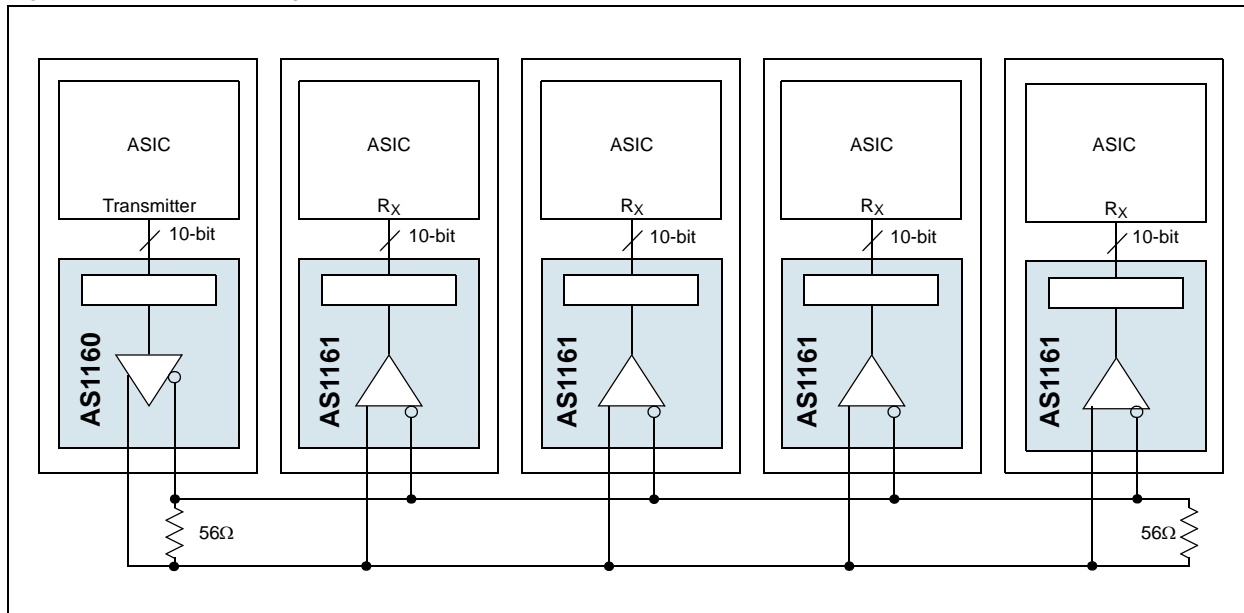 ASIC
Transmitter
10-bit
AS1160
ASIC
RX
10-bit
AS1161
ASIC
RX
10-bit
AS1161
ASIC
RX
10-bit
AS1161
ASIC
RX
10-bit
AS1161
56Ω
56Ω